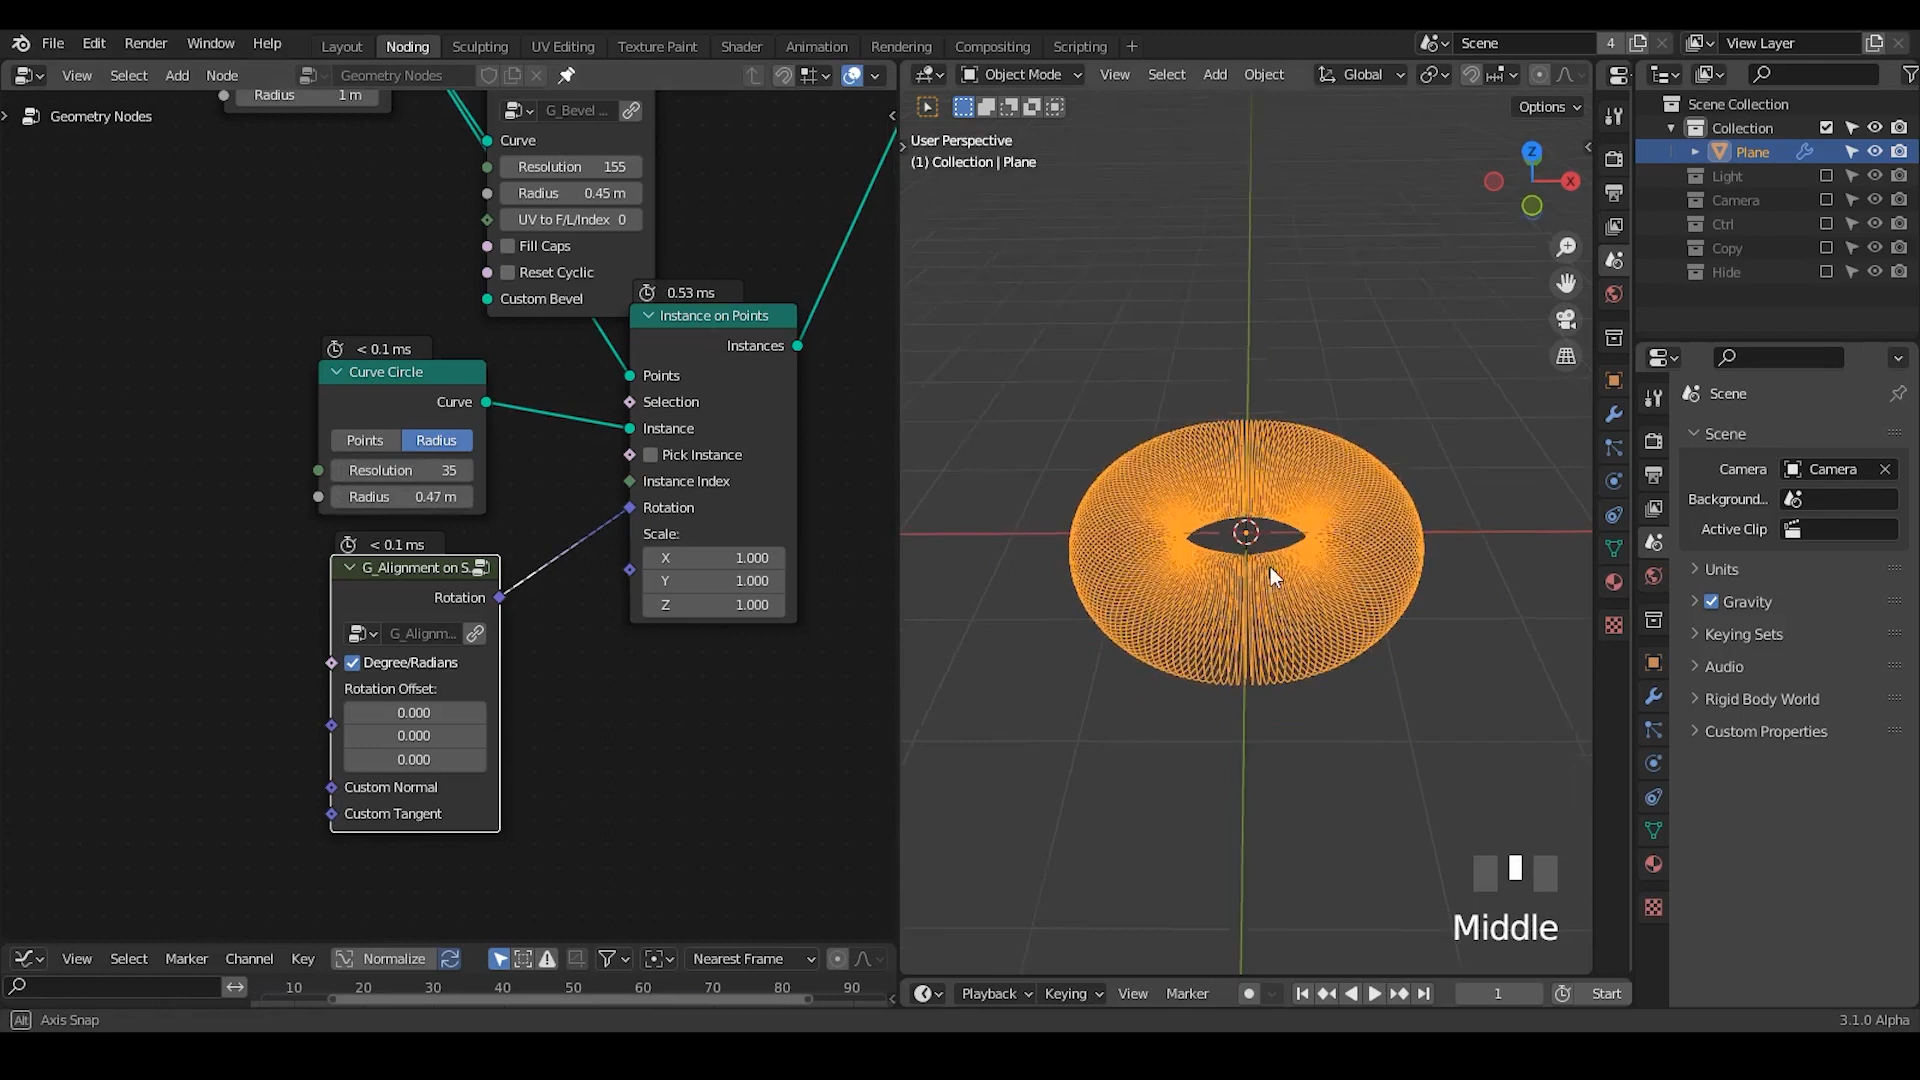 File Edit Render Window Help
Layout Noding Sculpting UV Editing Texture Paint Shader Animation Rendering Compositing Scripting +
Scene 4
View Layer
View Select Add Node
Geometry Nodes
Object Mode View Select Add Object Global
Options
Geometry Nodes
Radius 1 m
G_Bevel ...
Curve
Resolution 155
Radius 0.45 m
UV to F/L/Index 0
Fill Caps
Reset Cyclic
Custom Bevel
0.53 ms
Instance on Points
Instances
Points
Selection
Instance
Pick Instance
Instance Index
Rotation
Scale:
X 1.000
Y 1.000
Z 1.000
< 0.1 ms
Curve Circle
Curve
Points Radius
Resolution 35
Radius 0.47 m
< 0.1 ms
G_Alignment on S...
Rotation
G_Alignm...
Degree/Radians
Rotation Offset:
0.000
0.000
0.000
Custom Normal
Custom Tangent
User Perspective
(1) Collection | Plane
Z
X
Middle
Scene Collection
Collection
Plane
Light
Camera
Ctrl
Copy
Hide
Scene
Scene
Camera Camera
Background...
Active Clip
Units
Gravity
Keying Sets
Audio
Rigid Body World
Custom Properties
View Select Marker Channel Key Normalize Nearest Frame
10 20 30 40 50 60 70 80 90
Playback Keying View Marker 1 Start
Alt Axis Snap
3.1.0 Alpha